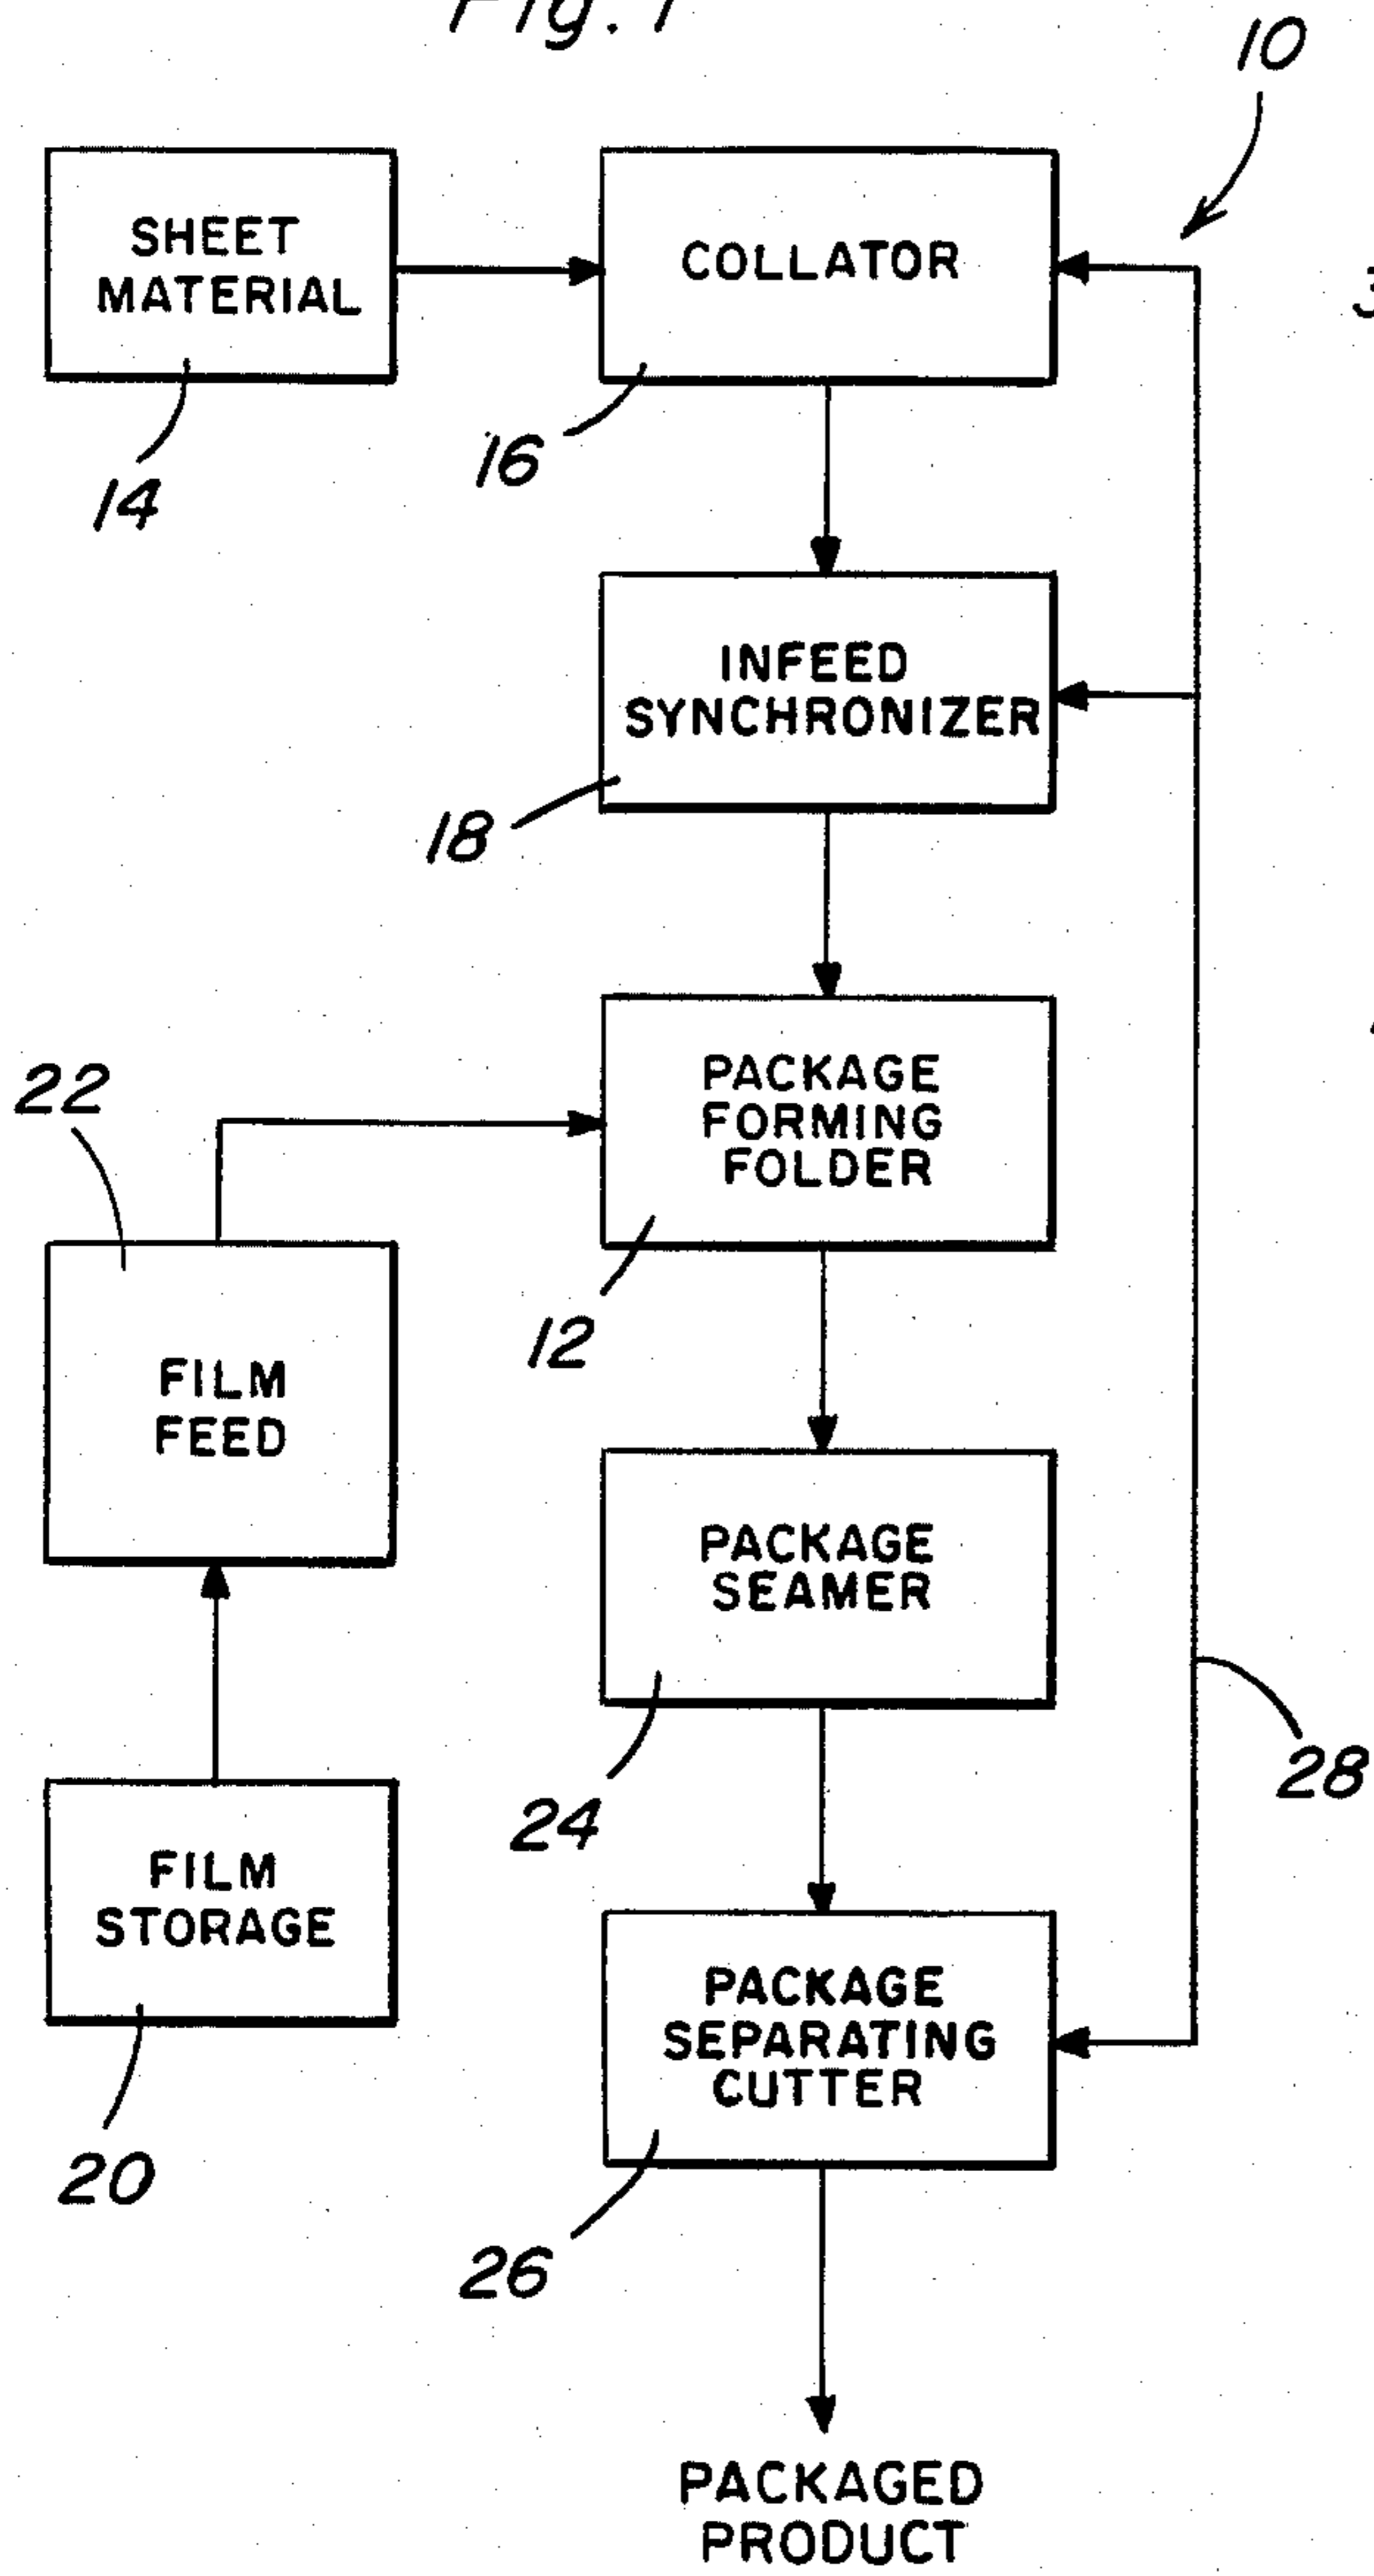 Fig. 1
10
SHEET
MATERIAL
COLLATOR
3
14
16
INFEED
SYNCHRONIZER
18
PACKAGE
FORMING
FOLDER
22
12
FILM
FEED
PACKAGE
SEAMER
28
24
FILM
STORAGE
PACKAGE
SEPARATING
CUTTER
20
26
PACKAGED
PRODUCT